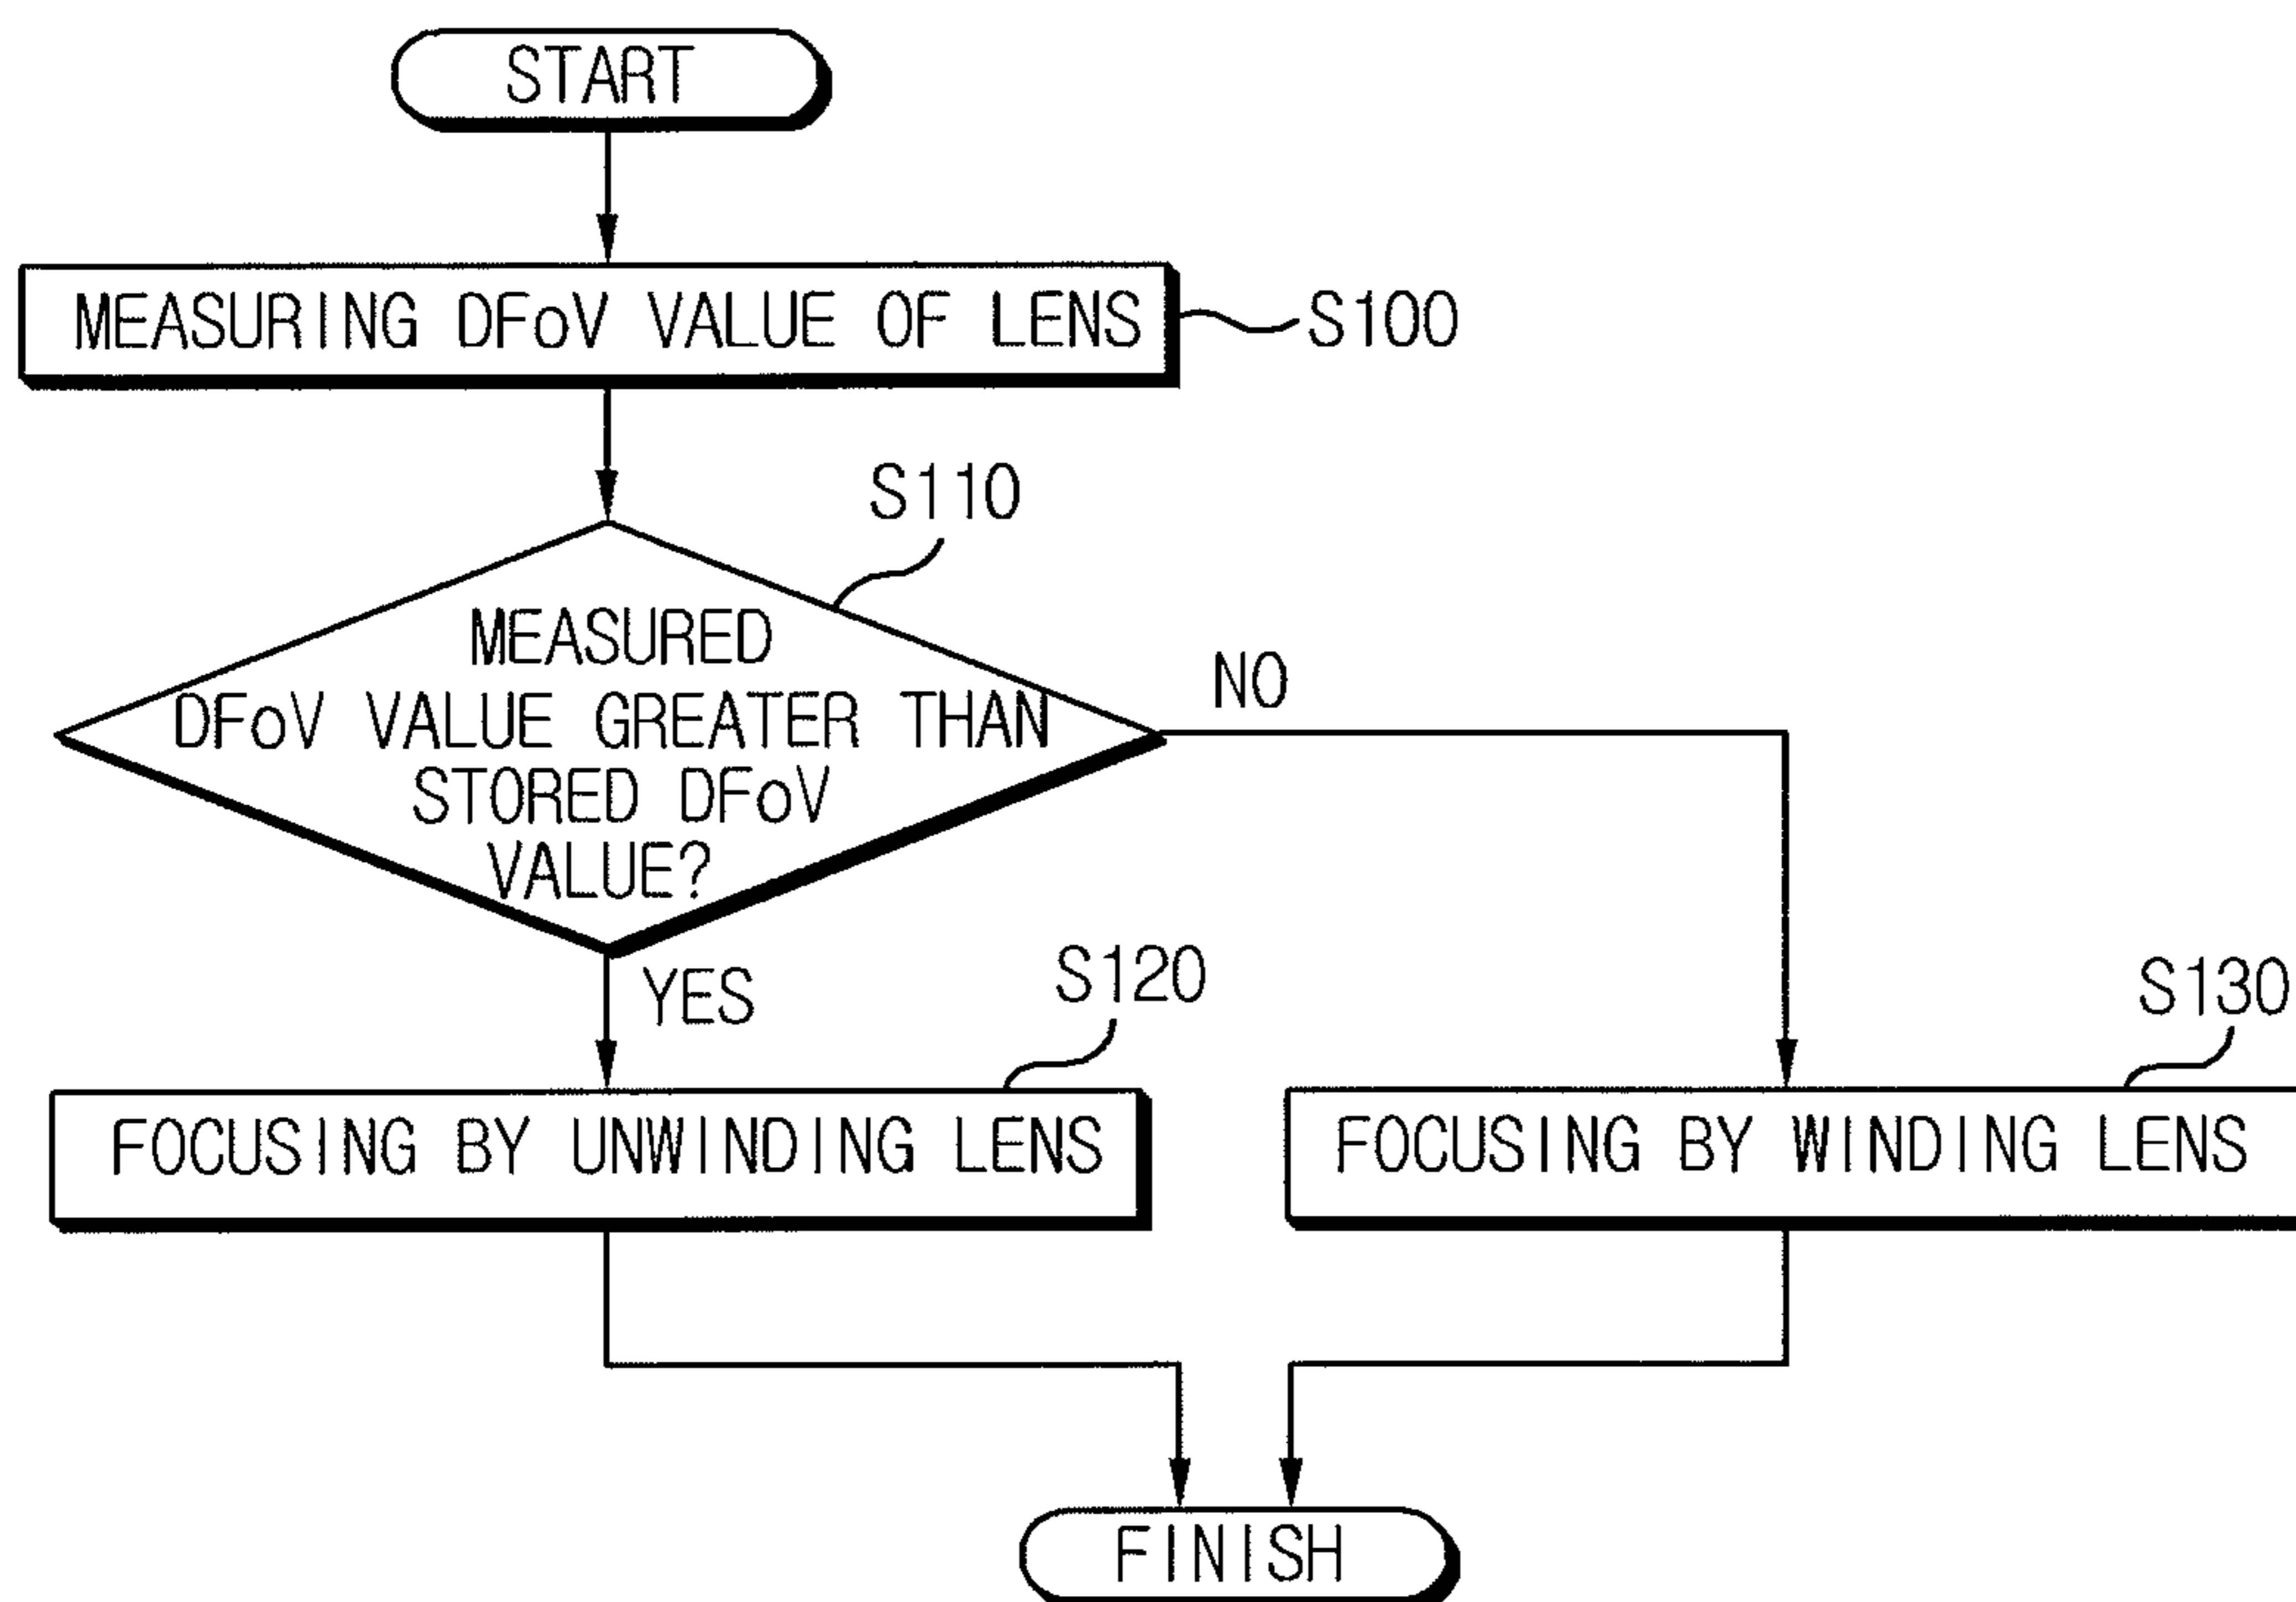 START
MEASURING DFoV VALUE OF LENS
S100
S110
MEASURED
DFoV VALUE GREATER THAN
STORED DFoV
VALUE?
NO
YES
S120
S130
FOCUSING BY UNWINDING LENS
FOCUSING BY WINDING LENS
FINISH